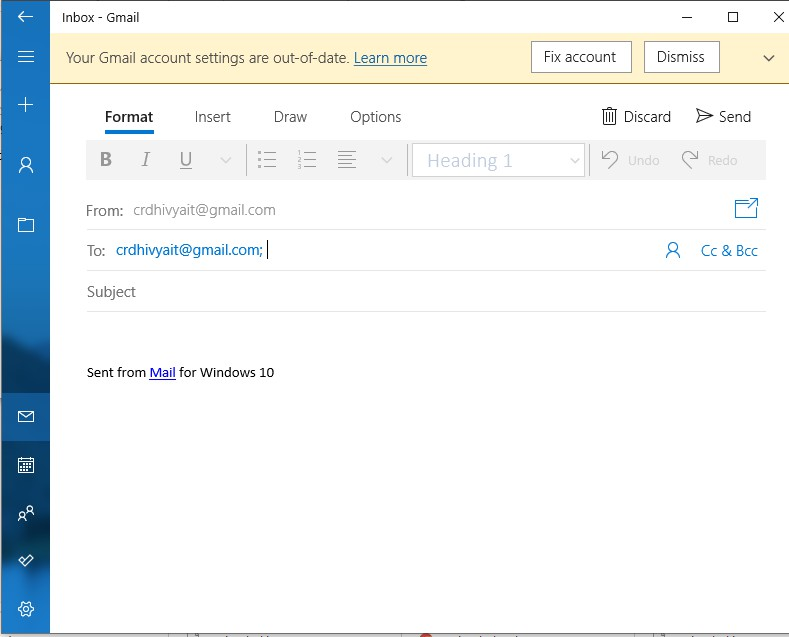 Inbox - Gmail
Your Gmail account settings are out-of-date. Learn more Fix account Dismiss
Format Insert Draw Options Discard Send
B I U Heading 1 Undo Redo
From: crdhivyait@gmail.com
To: crdhivyait@gmail.com; Cc & Bcc
Subject
Sent from Mail for Windows 10